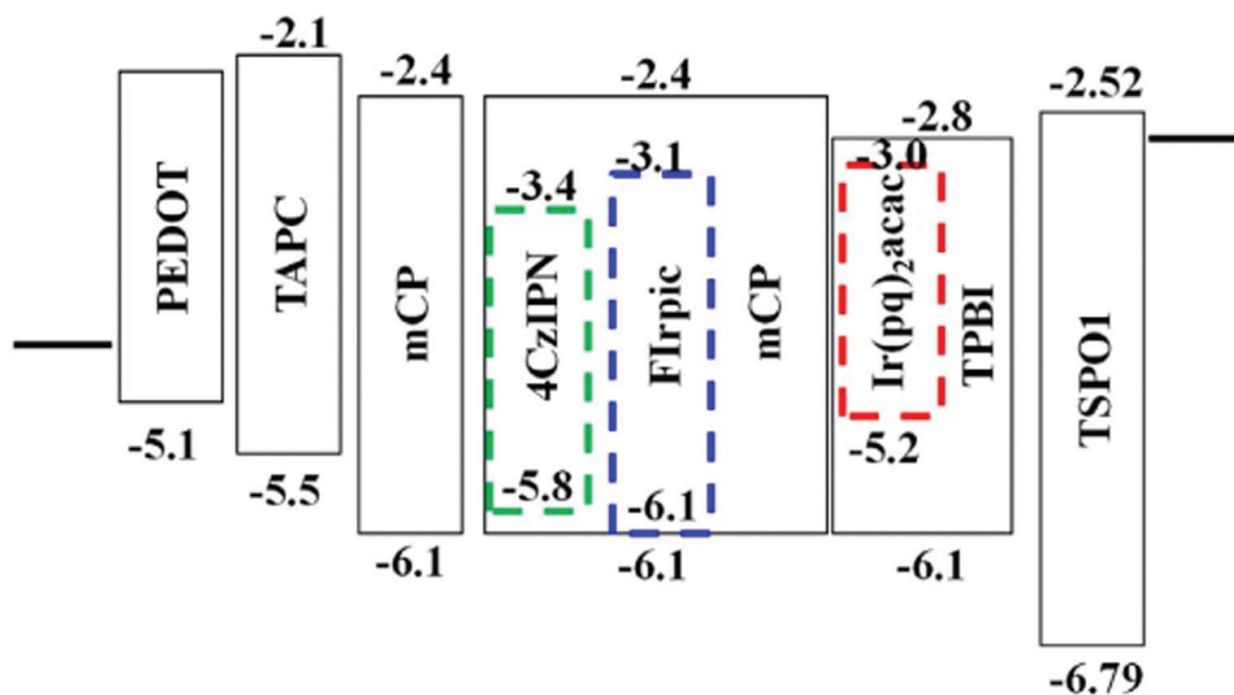 PEDOT
-5.1
-2.1
TAPC
-5.5
-2.4
mCP
-6.1
-2.4
-3.4
4CzIPN
-5.8
-3.1
FIrpic
-6.1
mCP
-6.1
-2.8
-3.0
Ir(pq)₂acac
-5.2
TPBI
-6.1
-2.52
TSPO1
-6.79